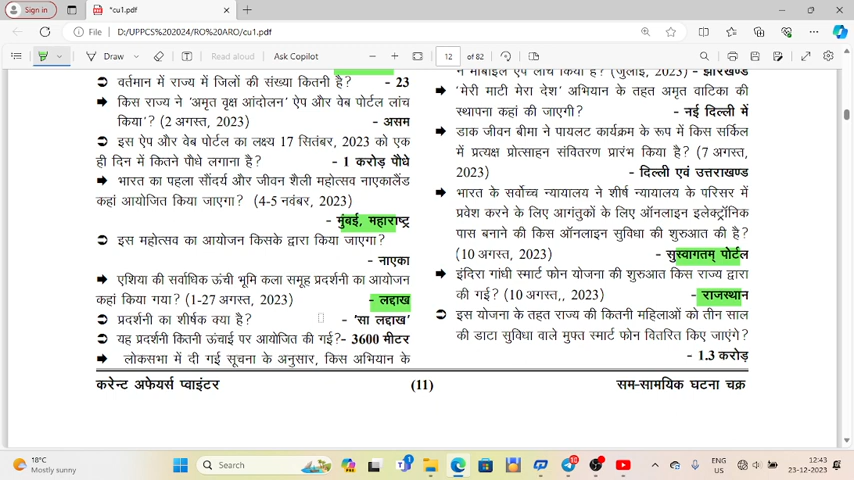 Sign in
*cu1.pdf
File
D:/UPPCS%202024/RO%20ARO/cu1.pdf
Draw
Read aloud
Ask Copilot
12
of 82
वर्तमान में राज्य में जिलों की संख्या कितनी है? - 23
किस राज्य ने 'अमृत वृक्ष आंदोलन' ऐप और वेब पोर्टल लांच
किया'? (2 अगस्त, 2023) - असम
इस ऐप और वेब पोर्टल का लक्ष्य 17 सितंबर, 2023 को एक
ही दिन में कितने पौधे लगाना है? - 1 करोड़ पौधे
भारत का पहला सौंदर्य और जीवन शैली महोत्सव नाएकालैंड
कहां आयोजित किया जाएगा? (4-5 नवंबर, 2023)
- मुंबई, महाराष्ट्र
इस महोत्सव का आयोजन किसके द्वारा किया जाएगा?
- नाएका
एशिया की सर्वाधिक ऊंची भूमि कला समूह प्रदर्शनी का आयोजन
कहां किया गया? (1-27 अगस्त, 2023) - लद्दाख
प्रदर्शनी का शीर्षक क्या है? - 'सा लद्दाख'
यह प्रदर्शनी कितनी ऊंचाई पर आयोजित की गई?- 3600 मीटर
लोकसभा में दी गई सूचना के अनुसार, किस अभियान के
न मोबाइल एप लांच किया है? (जुलाई, 2023) - झारखण्ड
'मेरी माटी मेरा देश' अभियान के तहत अमृत वाटिका की
स्थापना कहां की जाएगी? - नई दिल्ली में
डाक जीवन बीमा ने पायलट कार्यक्रम के रूप में किस सर्किल
में प्रत्यक्ष प्रोत्साहन संवितरण प्रारंभ किया है? (7 अगस्त,
2023) - दिल्ली एवं उत्तराखण्ड
भारत के सर्वोच्च न्यायालय ने शीर्ष न्यायालय के परिसर में
प्रवेश करने के लिए आगंतुकों के लिए ऑनलाइन इलेक्ट्रॉनिक
पास बनाने की किस ऑनलाइन सुविधा की शुरुआत की है?
(10 अगस्त, 2023) - सुस्वागतम् पोर्टल
इंदिरा गांधी स्मार्ट फोन योजना की शुरुआत किस राज्य द्वारा
की गई? (10 अगस्त,, 2023) - राजस्थान
इस योजना के तहत राज्य की कितनी महिलाओं को तीन साल
की डाटा सुविधा वाले मुफ्त स्मार्ट फोन वितरित किए जाएंगे?
- 1.3 करोड़
करेन्ट अफेयर्स प्वाइंटर (11) सम-सामयिक घटना चक्र
18°C
Mostly sunny
Search
ENG
US
12:43
23-12-2023